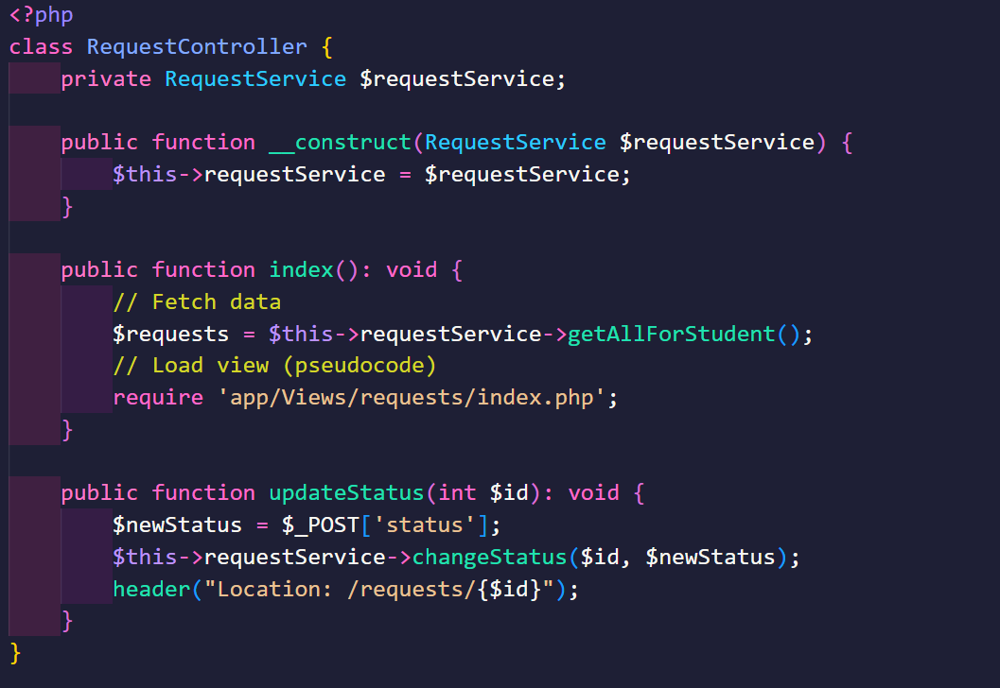 <?php
class RequestController {
    private RequestService $requestService;

    public function __construct(RequestService $requestService) {
        $this->requestService = $requestService;
    }

    public function index(): void {
        // Fetch data
        $requests = $this->requestService->getAllForStudent();
        // Load view (pseudocode)
        require 'app/Views/requests/index.php';
    }

    public function updateStatus(int $id): void {
        $newStatus = $_POST['status'];
        $this->requestService->changeStatus($id, $newStatus);
        header("Location: /requests/{$id}");
    }
}